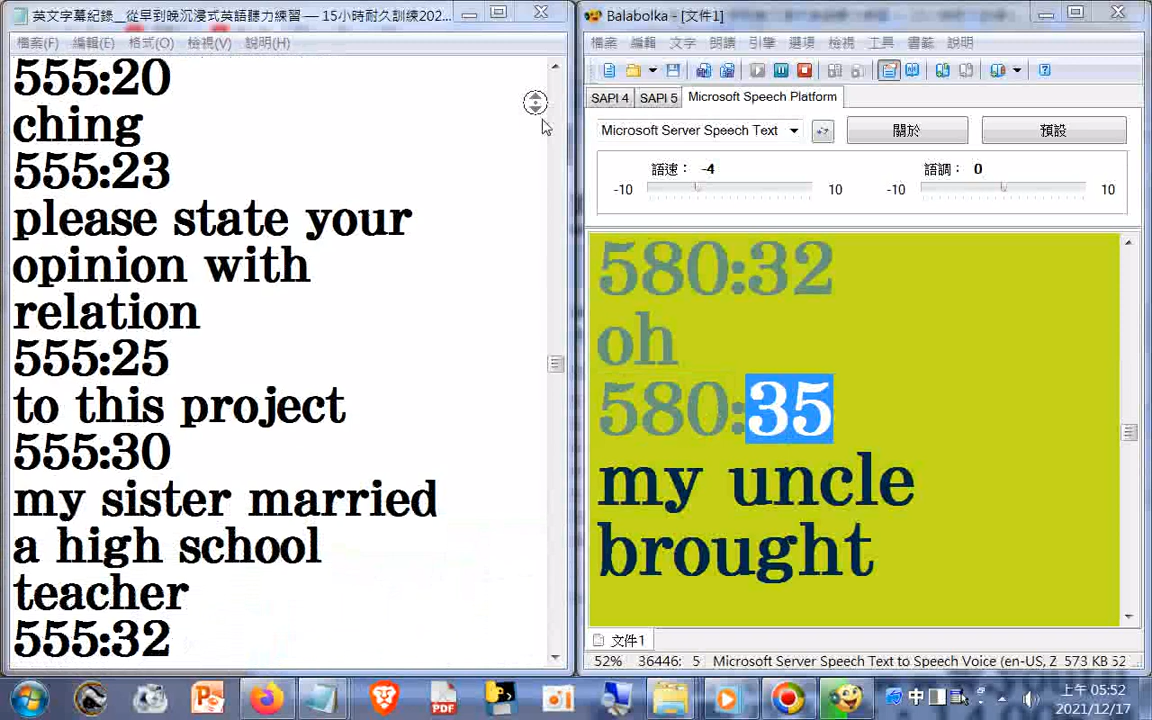 英文字幕紀錄__從早到晚沉浸式英語聽力練習 — 15小時耐久訓練202...
檔案(F) 編輯(E) 格式(O) 檢視(V) 說明(H)
555:20
ching
555:23
please state your
opinion with
relation
555:25
to this project
555:30
my sister married
a high school
teacher
555:32
Balabolka - [文件1]
檔案 編輯 文字 朗讀 引擎 選項 檢視 工具 書籤 說明
SAPI 4 SAPI 5 Microsoft Speech Platform
Microsoft Server Speech Text 關於 預設
語速： -4 語調： 0
-10 10 -10 10
580:32
oh
580:35
my uncle
brought
文件1
52% 36446: 5 Microsoft Server Speech Text to Speech Voice (en-US, Z 573 KB 52
PDF
中
上午 05:52
2021/12/17